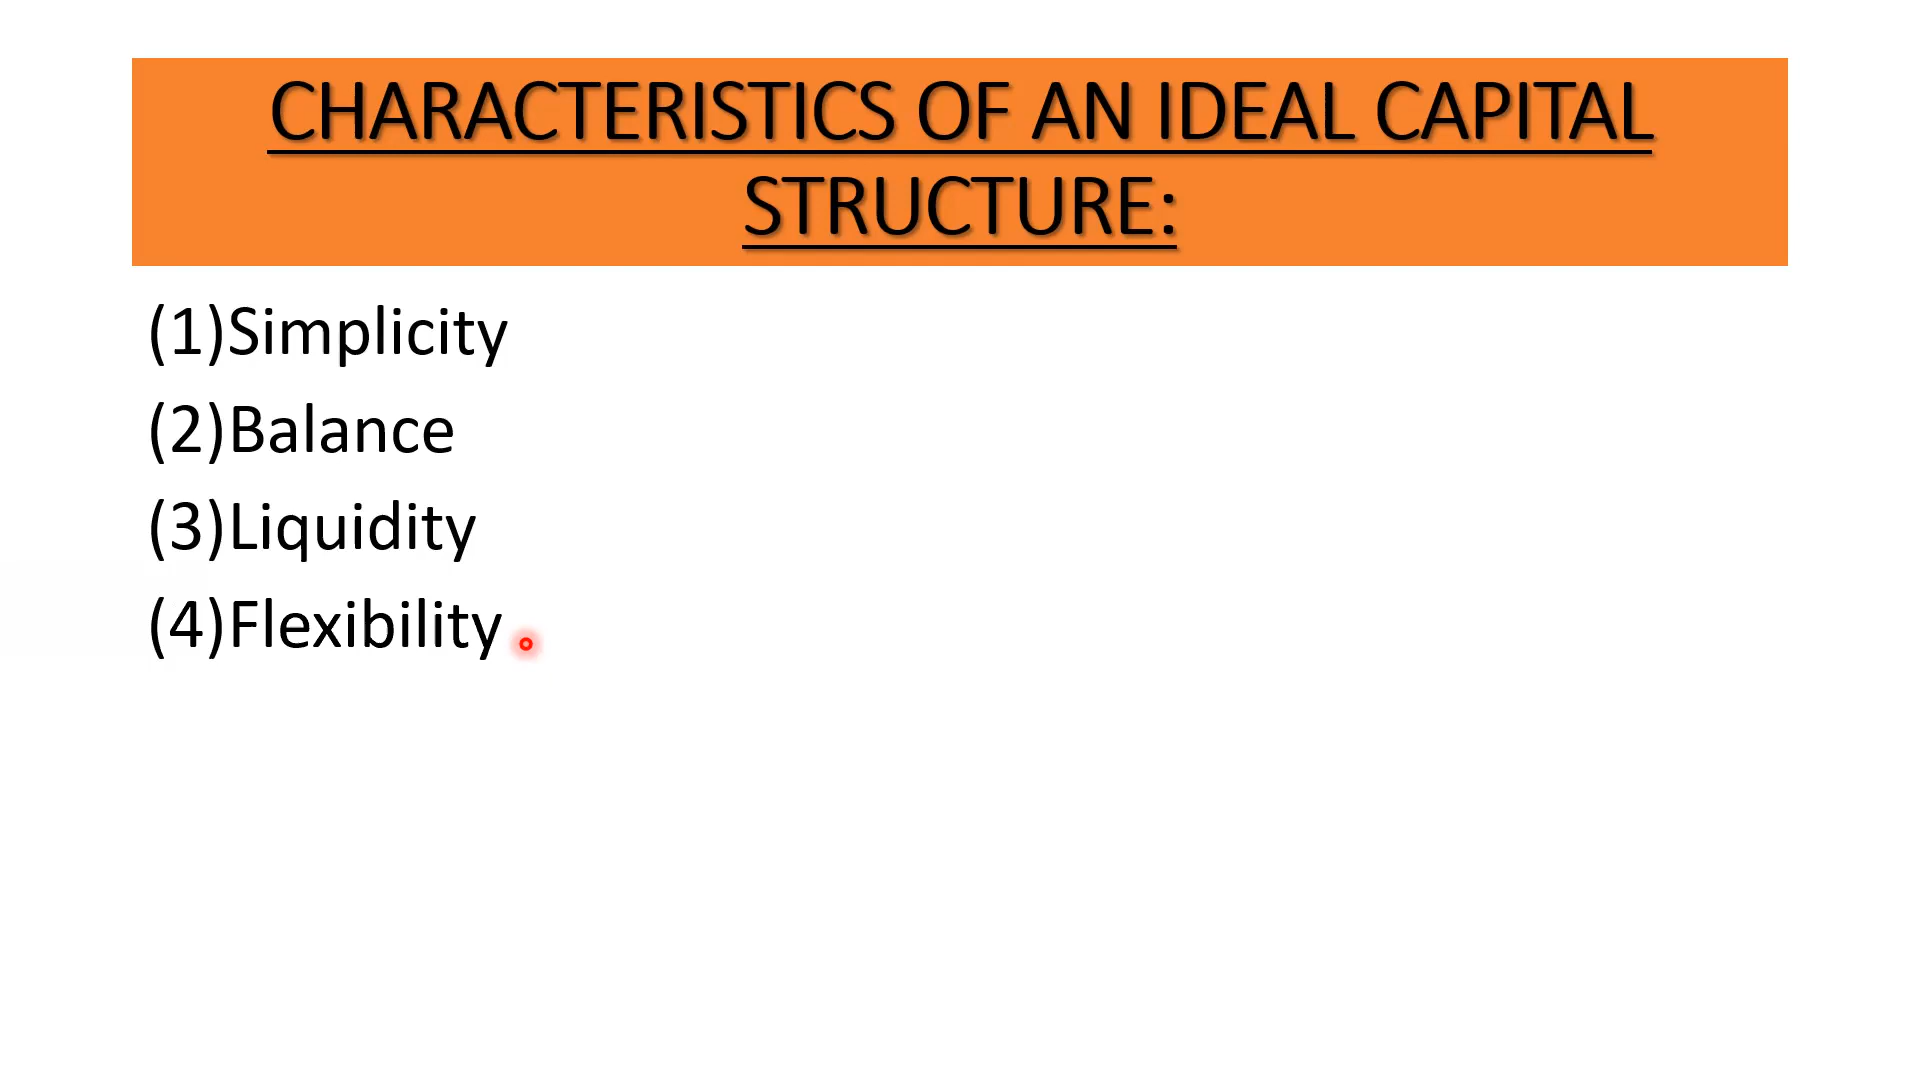 CHARACTERISTICS OF AN IDEAL CAPITAL
STRUCTURE:
(1)Simplicity
(2)Balance
(3)Liquidity
(4)Flexibility